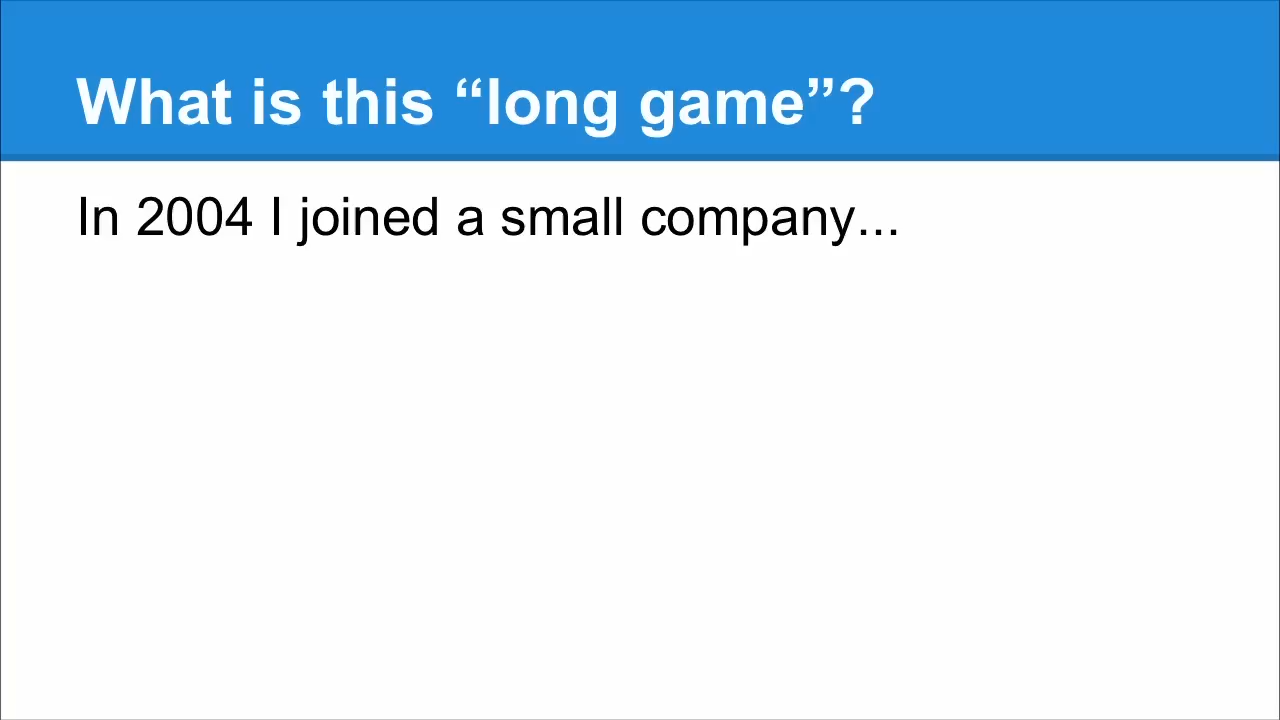 What is this “long game”?
In 2004 I joined a small company...